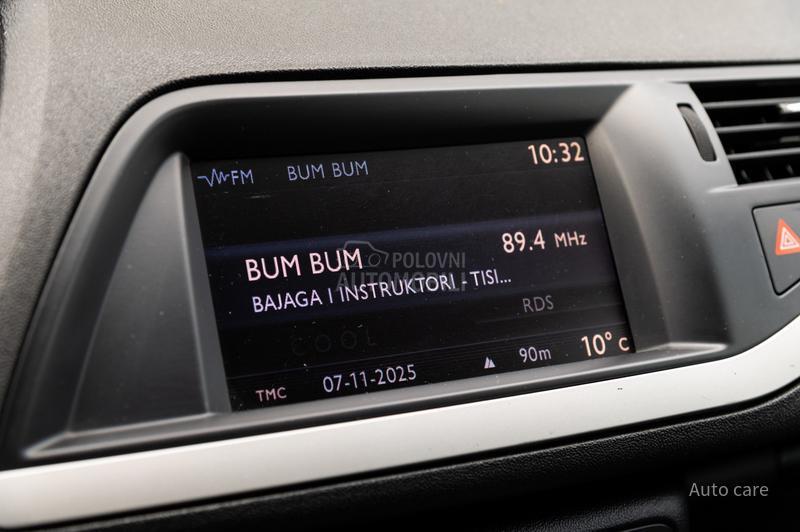 FM BUM BUM 10:32
BUM BUM 89.4 MHz
BAJAGA I INSTRUKTORI - TISI...
RDS
COOL
TMC 07-11-2025 90m 10° C
POLOVNI
AUTOMOBILI
Auto care